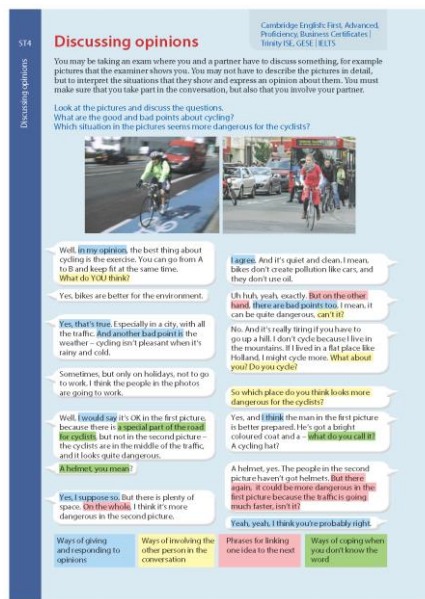 Cambridge English: First, Advanced,
Proficiency, Business Certificates |
Trinity ISE, GESE | IELTS
ST4
Discussing opinions
Discussing opinions
You may be taking an exam where you and a partner have to discuss something, for example
pictures that the examiner shows you. You may not have to describe the pictures in detail,
but to interpret the situations that they show and express an opinion about them. You must
make sure that you take part in the conversation, but also that you involve your partner.
Look at the pictures and discuss the questions.
What are the good and bad points about cycling?
Which situation in the pictures seems more dangerous for the cyclists?
Well, in my opinion, the best thing about
cycling is the exercise. You can go from A
to B and keep fit at the same time.
What do YOU think?
I agree. And it's quiet and clean. I mean,
bikes don't create pollution like cars, and
they don't use oil.
Yes, bikes are better for the environment.
Uh huh, yeah, exactly. But on the other
hand, there are bad points too. I mean, it
can be quite dangerous, can't it?
Yes, that's true. Especially in a city, with all
the traffic. And another bad point is the
weather – cycling isn't pleasant when it's
rainy and cold.
No. And it's really tiring if you have to
go up a hill. I don't cycle because I live in
the mountains. If I lived in a flat place like
Holland, I might cycle more. What about
you? Do you cycle?
Sometimes, but only on holidays, not to go
to work. I think the people in the photos
are going to work.
So which place do you think looks more
dangerous for the cyclists?
Well, I would say it's OK in the first picture,
because there is a special part of the road
for cyclists, but not in the second picture –
the cyclists are in the middle of the traffic,
and it looks quite dangerous.
Yes, and I think the man in the first picture
is better prepared. He's got a bright
coloured coat and a – what do you call it?
A cycling hat?
A helmet, you mean?
A helmet, yes. The people in the second
picture haven't got helmets. But there
again, it could be more dangerous in the
first picture because the traffic is going
much faster, isn't it?
Yes, I suppose so. But there is plenty of
space. On the whole, I think it's more
dangerous in the second picture.
Yeah, yeah, I think you're probably right.
Ways of giving
and responding to
opinions
Ways of involving the
other person in the
conversation
Phrases for linking
one idea to the next
Ways of coping when
you don't know the
word